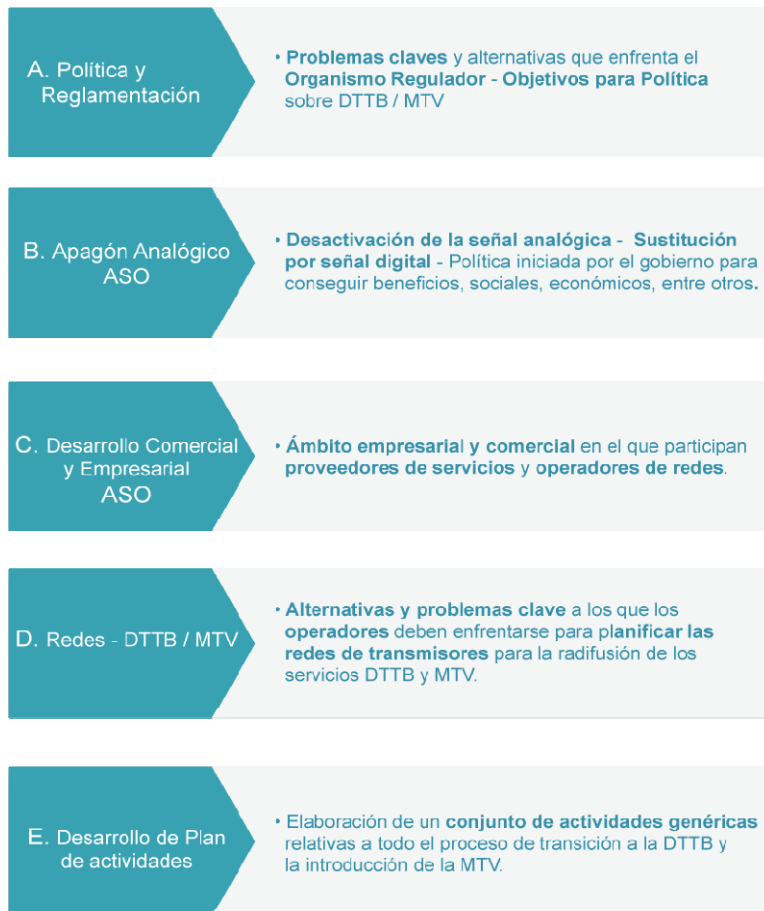 A. Política y
Reglamentación
• Problemas claves y alternativas que enfrenta el
Organismo Regulador - Objetivos para Política
sobre DTTB / MTV
B. Apagón Analógico
ASO
• Desactivación de la señal analógica - Sustitución
por señal digital - Política iniciada por el gobierno para
conseguir beneficios, sociales, económicos, entre otros.
C. Desarrollo Comercial
y Empresarial
ASO
• Ámbito empresarial y comercial en el que participan
proveedores de servicios y operadores de redes.
D. Redes - DTTB / MTV
• Alternativas y problemas clave a los que los
operadores deben enfrentarse para planificar las
redes de transmisores para la radifusión de los
servicios DTTB y MTV.
E. Desarrollo de Plan
de actividades
• Elaboración de un conjunto de actividades genéricas
relativas a todo el proceso de transición a la DTTB y
la introducción de la MTV.